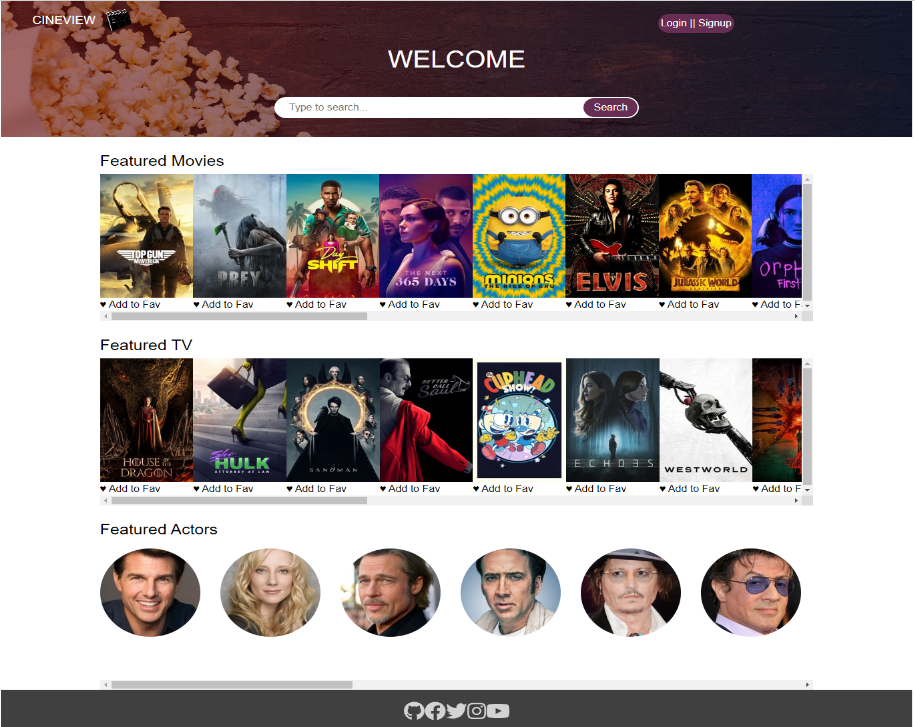 CINEVIEW
Login || Signup
WELCOME
Type to search...
Search
Featured Movies
TOP GUN
MAVERICK
PREY
Day
SHIFT
THE NEXT
365 DAYS
minions
THE RISE OF GRU
ELVIS
JURASSIC WORLD
ORPH
FIRST
♥ Add to Fav
♥ Add to Fav
♥ Add to Fav
♥ Add to Fav
♥ Add to Fav
♥ Add to Fav
♥ Add to Fav
♥ Add to F
Featured TV
HOUSE OF THE
DRAGON
She
HULK
ATTORNEY AT LAW
SANDMAN
BETTER
CALL
Saul
THE
CUPHEAD
SHOW!
ECHOES
WESTWORLD
♥ Add to Fav
♥ Add to Fav
♥ Add to Fav
♥ Add to Fav
♥ Add to Fav
♥ Add to Fav
♥ Add to Fav
♥ Add to F
Featured Actors